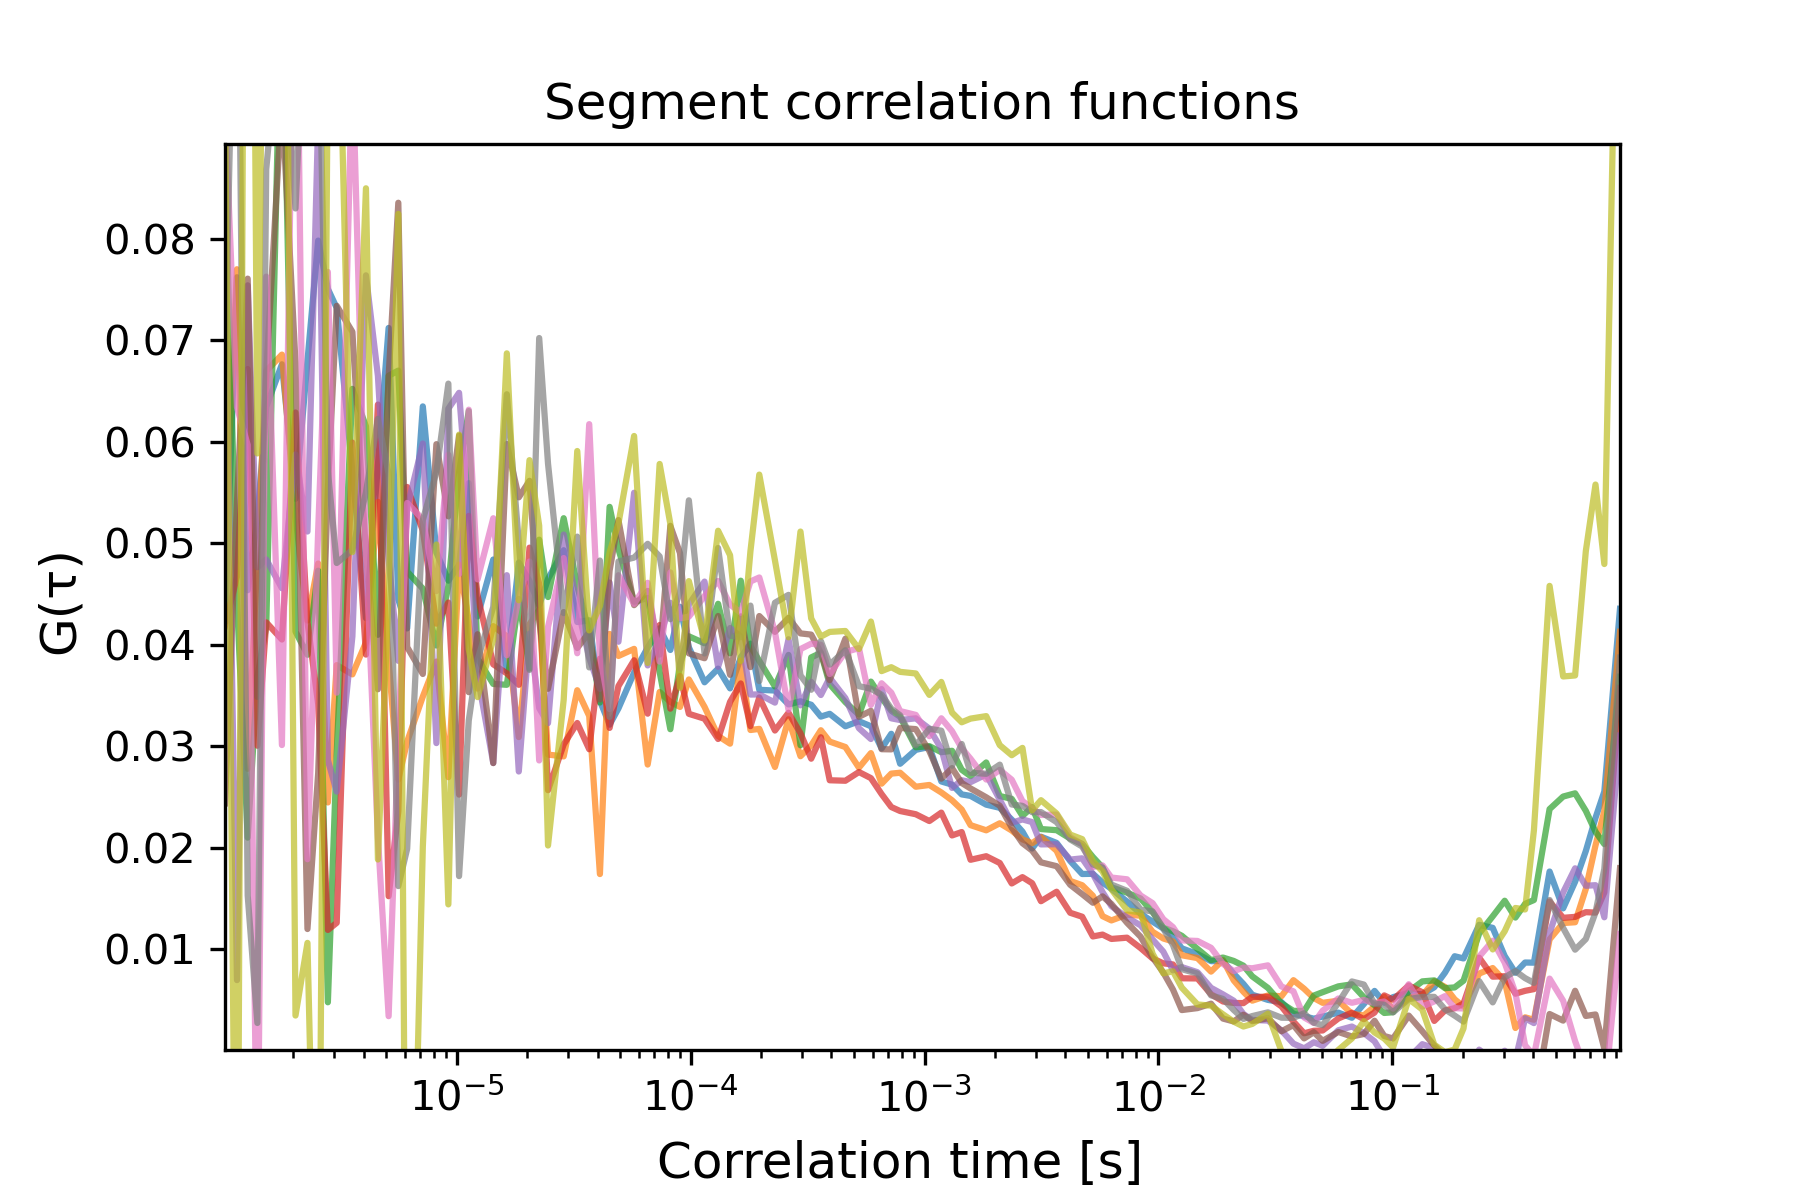 Segment correlation functions
0.08
0.07
0.06
0.05
0.04
0.03
0.02
0.01
G(τ)
10⁻⁵ 10⁻⁴ 10⁻³ 10⁻² 10⁻¹
Correlation time [s]